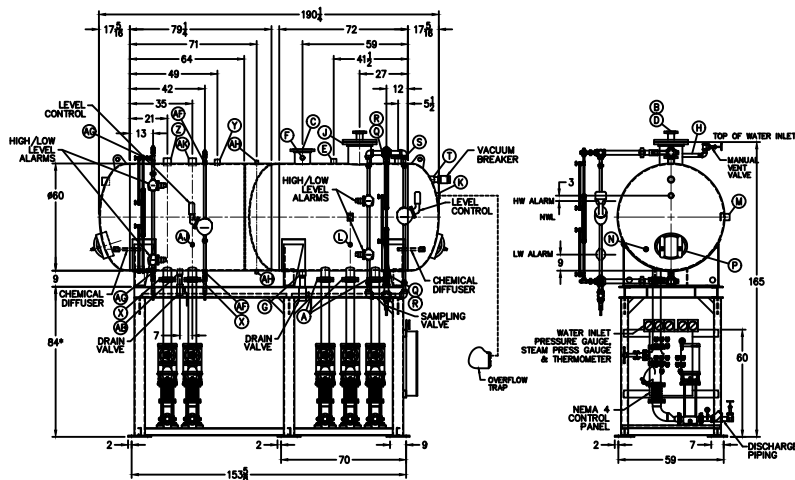 190 1/4
17 5/16
79 1/4
72
17 5/16
71
59
64
41 1/2
49
27
42
12
35
5 1/2
21
13
LEVEL
CONTROL
AG
HIGH/LOW
LEVEL
ALARMS
AF
Z
AK
Y
AH
F
C
J
E
R
Q
S
T
VACUUM
BREAKER
K
HIGH/LOW
LEVEL
ALARMS
LEVEL
CONTROL
ø60
AJ
L
9
84*
CHEMICAL
DIFFUSER
AG
X
AB
DRAIN
VALVE
7
AF
X
AH
G
DRAIN
VALVE
A
CHEMICAL
DIFFUSER
Q
R
SAMPLING
VALVE
OVERFLOW
TRAP
2
2
9
70
153 5/8
B
D
H
TOP OF WATER INLET
MANUAL
VENT
VALVE
3
HW ALARM
NWL
M
N
LW ALARM
9
P
165
WATER INLET
PRESSURE GAUGE,
STEAM PRESS GAUGE
& THERMOMETER
60
NEMA 4
CONTROL
PANEL
2
7
59
DISCHARGE
PIPING